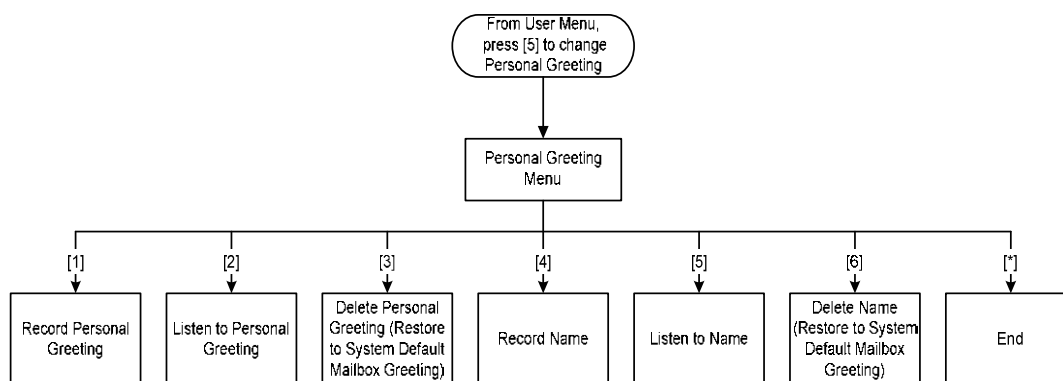 From User Menu,
press [5] to change
Personal Greeting
Personal Greeting
Menu
[1]
[2]
[3]
[4]
[5]
[6]
[*]
Record Personal
Greeting
Listen to Personal
Greeting
Delete Personal
Greeting (Restore
to System Default
Mailbox Greeting)
Record Name
Listen to Name
Delete Name
(Restore to System
Default Mailbox
Greeting)
End